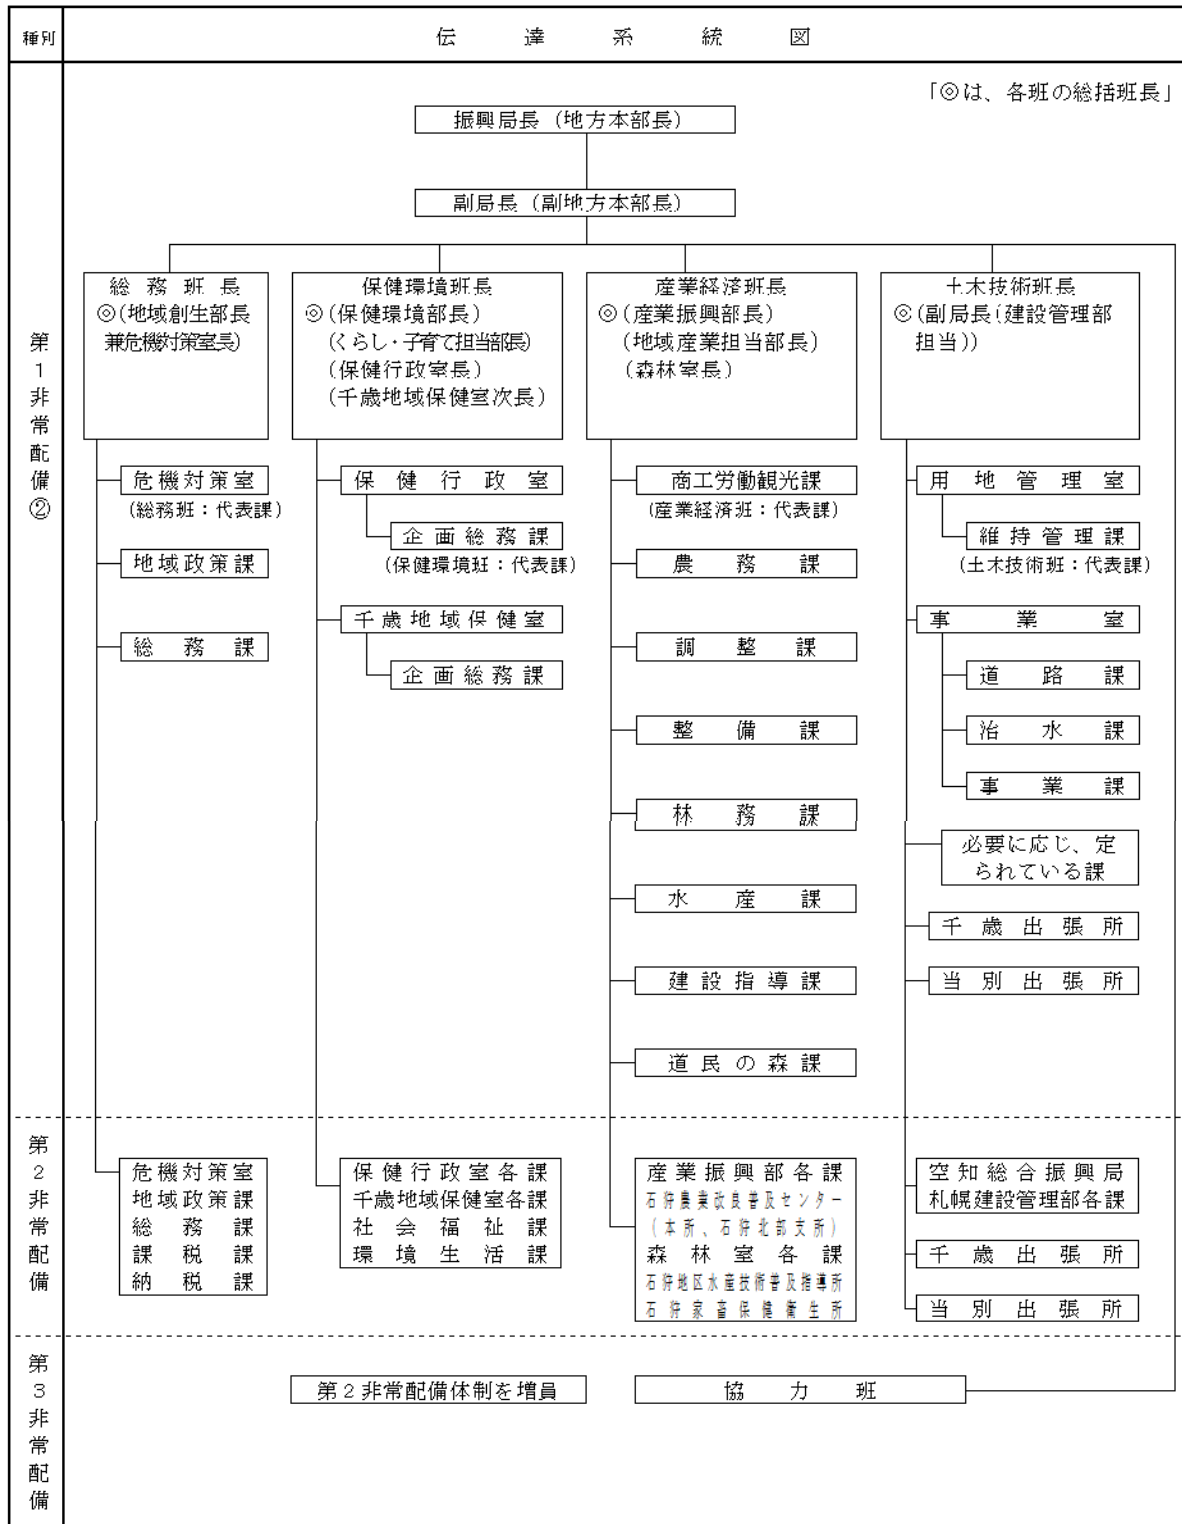 種別
伝達系統図
「◎は、各班の総括班長」
振興局長（地方本部長）
副局長（副地方本部長）
第1非常配備②
総務班長
◎(地域創生部長
兼危機対策室長)
保健環境班長
◎(保健環境部長)
(くらし・子育て担当部長)
(保健行政室長)
(千歳地域保健室次長)
産業経済班長
◎(産業振興部長)
(地域産業担当部長)
(森林室長)
土木技術班長
◎(副局長(建設管理部
担当))
危機対策室
(総務班：代表課)
地域政策課
総務課
保健行政室
企画総務課
(保健環境班：代表課)
千歳地域保健室
企画総務課
商工労働観光課
(産業経済班：代表課)
農務課
調整課
整備課
林務課
水産課
建設指導課
道民の森課
用地管理室
維持管理課
(土木技術班：代表課)
事業室
道路課
治水課
事業課
必要に応じ、定
られている課
千歳出張所
当別出張所
第2非常配備
危機対策室
地域政策課
総務課
課税課
納税課
保健行政室各課
千歳地域保健室各課
社会福祉課
環境生活課
産業振興部各課
石狩農業改良普及センター
(本所、石狩北部支所)
森林室各課
石狩地区水産技術普及指導所
石狩家畜保健衛生所
空知総合振興局
札幌建設管理部各課
千歳出張所
当別出張所
第3非常配備
第2非常配備体制を増員
協力班